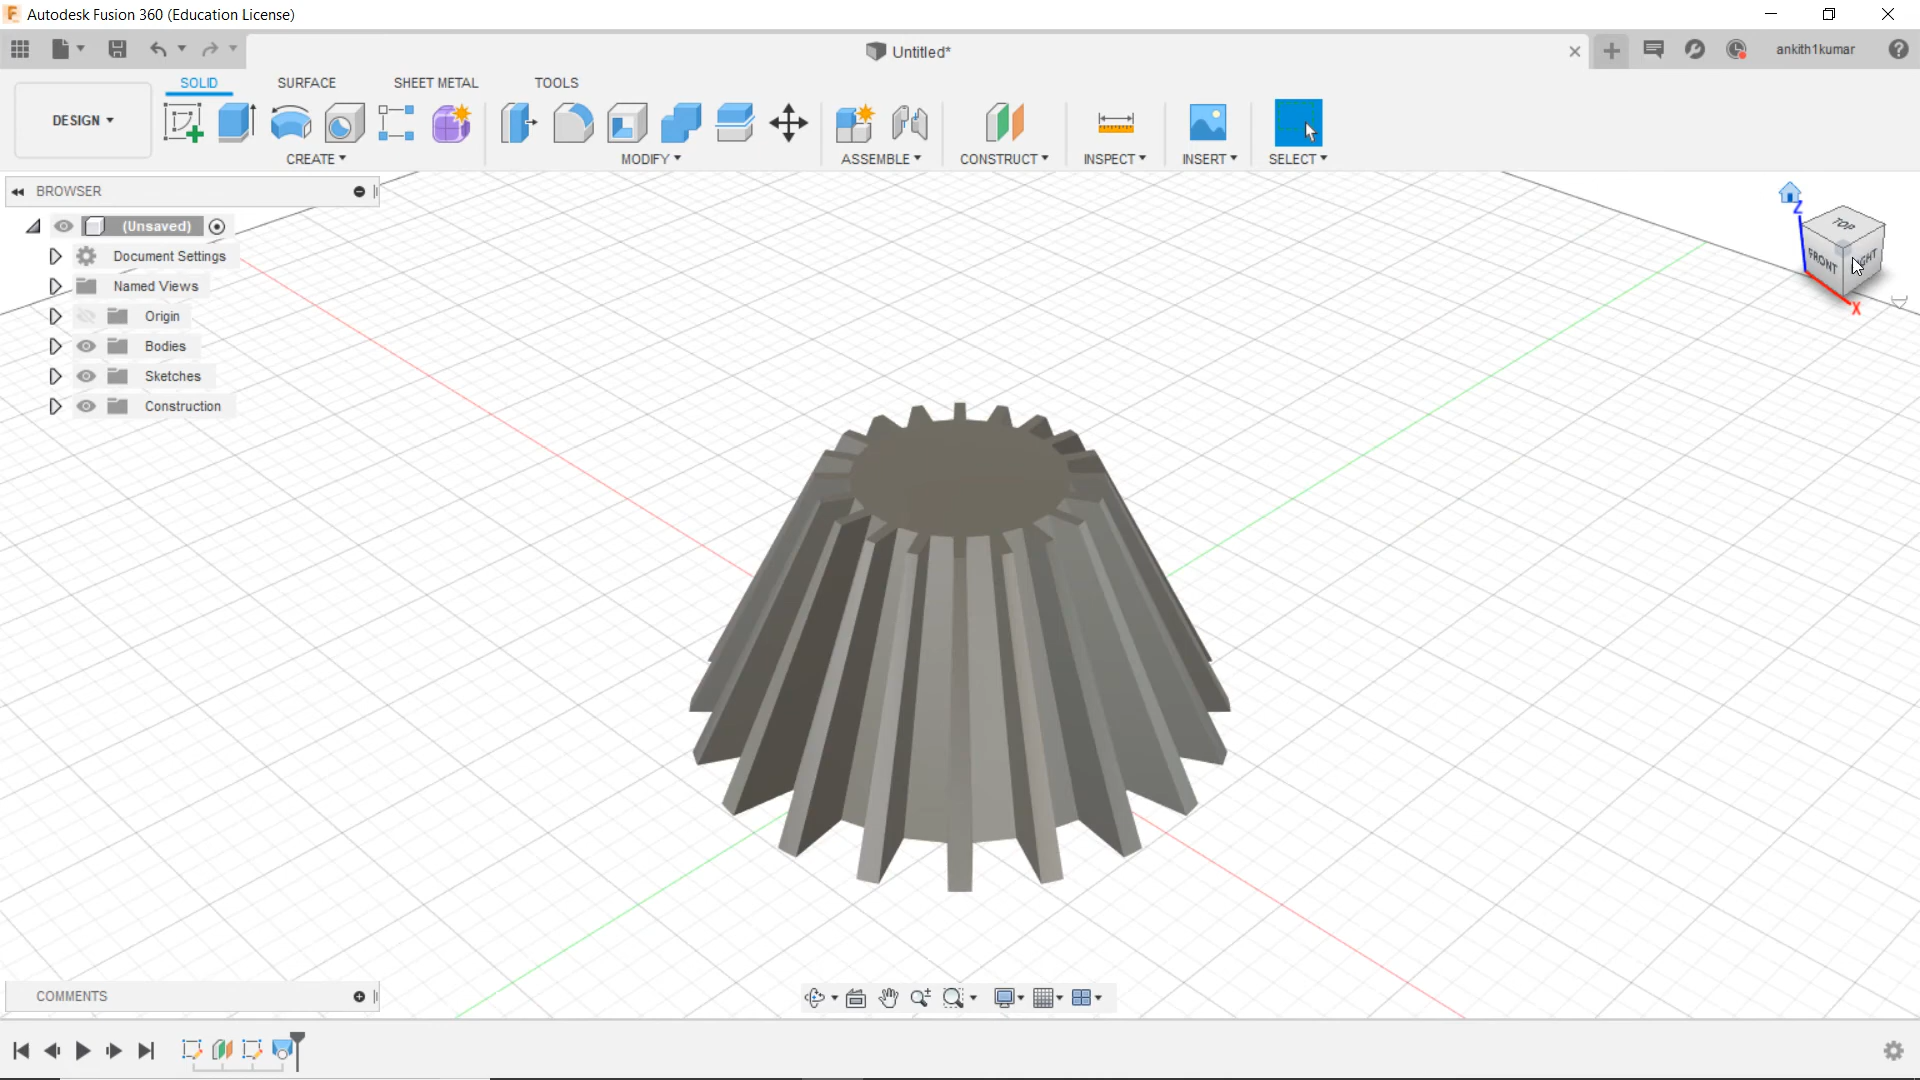 Autodesk Fusion 360 (Education License)
Untitled*
ankith1kumar
SOLID SURFACE SHEET METAL TOOLS
DESIGN
CREATE MODIFY ASSEMBLE CONSTRUCT INSPECT INSERT SELECT
BROWSER
(Unsaved)
Document Settings
Named Views
Origin
Bodies
Sketches
Construction
Z
TOP
FRONT
X
COMMENTS